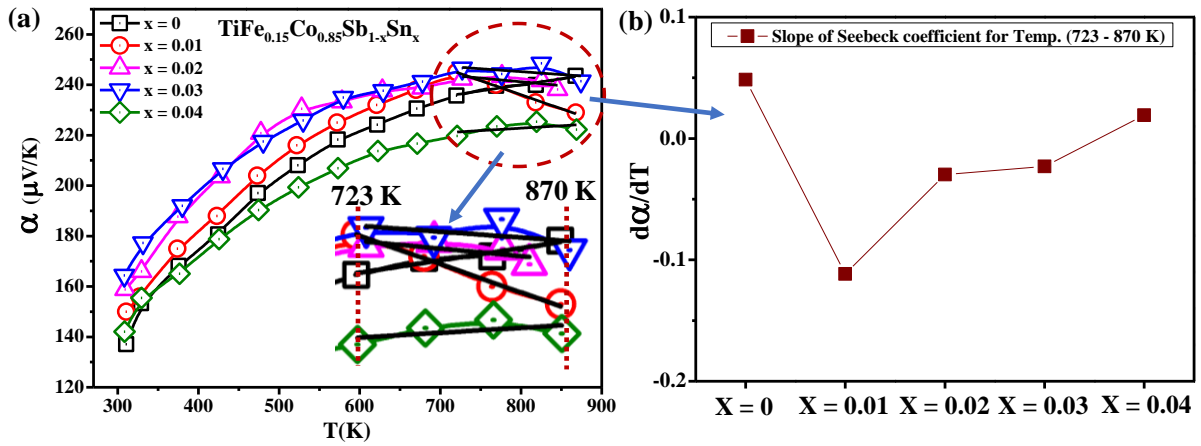 (a)
TiFe0.15Co0.85Sb1-xSnx
x = 0
x = 0.01
x = 0.02
x = 0.03
x = 0.04
260
240
220
200
180
160
140
120
α (μV/K)
723 K
870 K
300 400 500 600 700 800 900
T(K)
(b)
Slope of Seebeck coefficient for Temp. (723 - 870 K)
0.1
0.0
-0.1
-0.2
dα/dT
X = 0 X = 0.01 X = 0.02 X = 0.03 X = 0.04